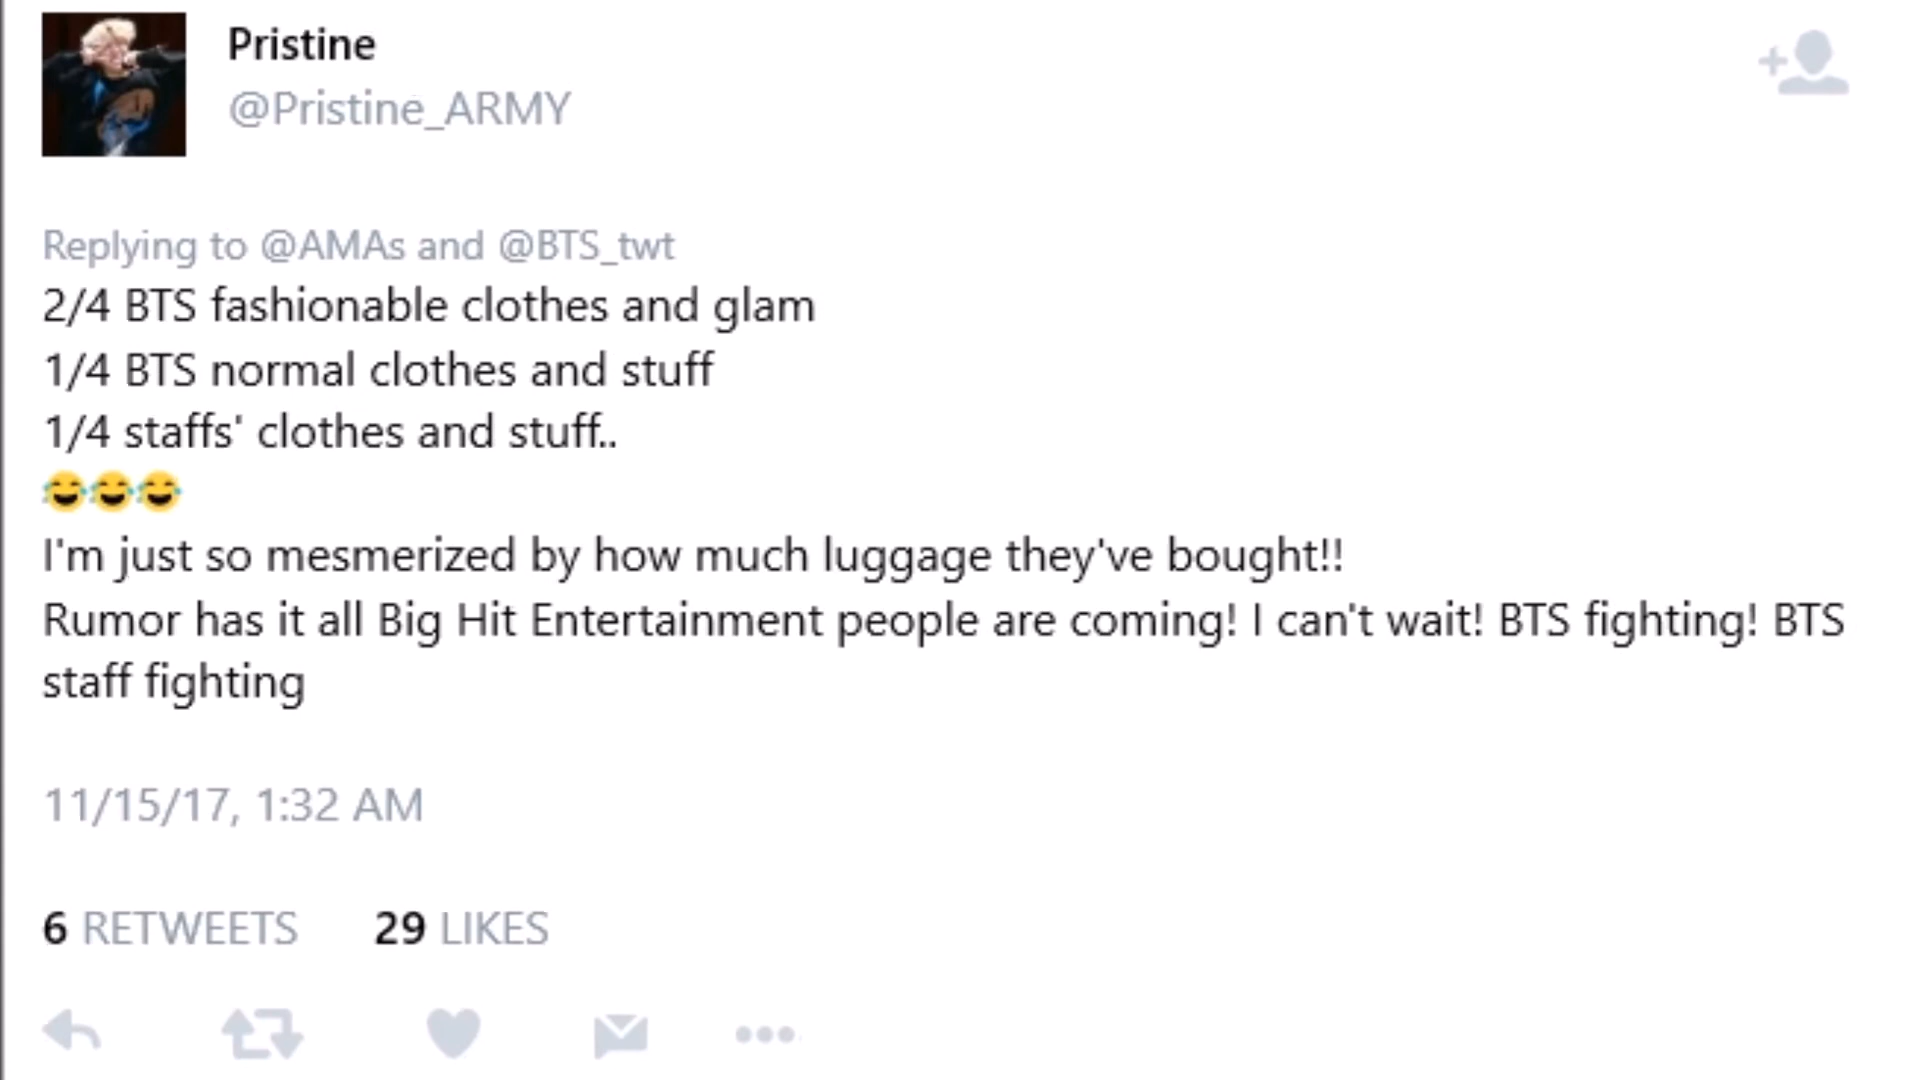 Pristine
@Pristine_ARMY
Replying to @AMAs and @BTS_twt
2/4 BTS fashionable clothes and glam
1/4 BTS normal clothes and stuff
1/4 staffs' clothes and stuff..
😂😂😂
I'm just so mesmerized by how much luggage they've bought!!
Rumor has it all Big Hit Entertainment people are coming! I can't wait! BTS fighting! BTS
staff fighting
11/15/17, 1:32 AM
6 RETWEETS 29 LIKES